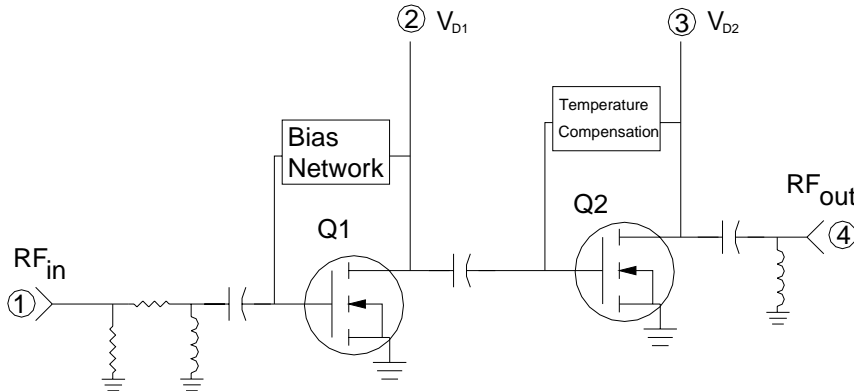 ② V_D1
③ V_D2
Temperature
Compensation
Bias
Network
RF_out
④
Q2
Q1
RF_in
①